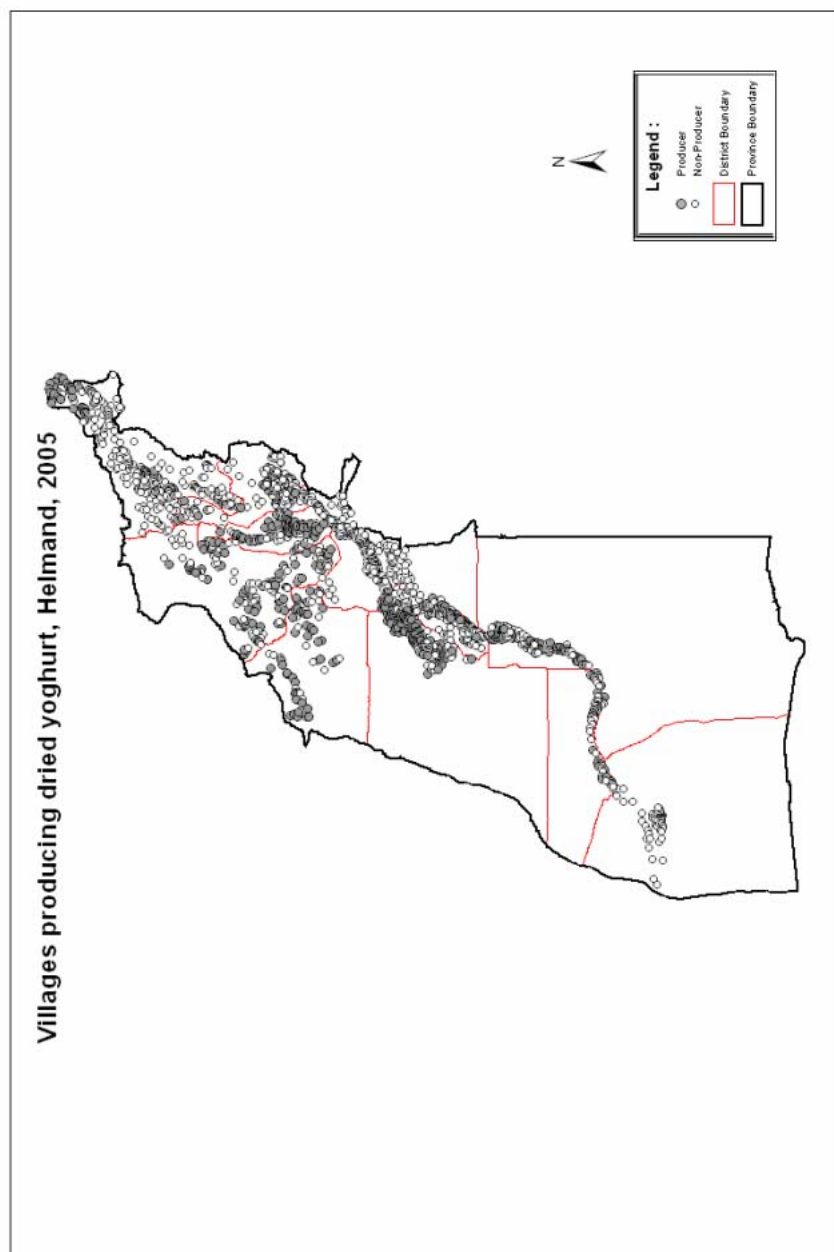 Villages producing dried yoghurt, Helmand, 2005
N
Legend :
Producer
Non-Producer
District Boundary
Province Boundary